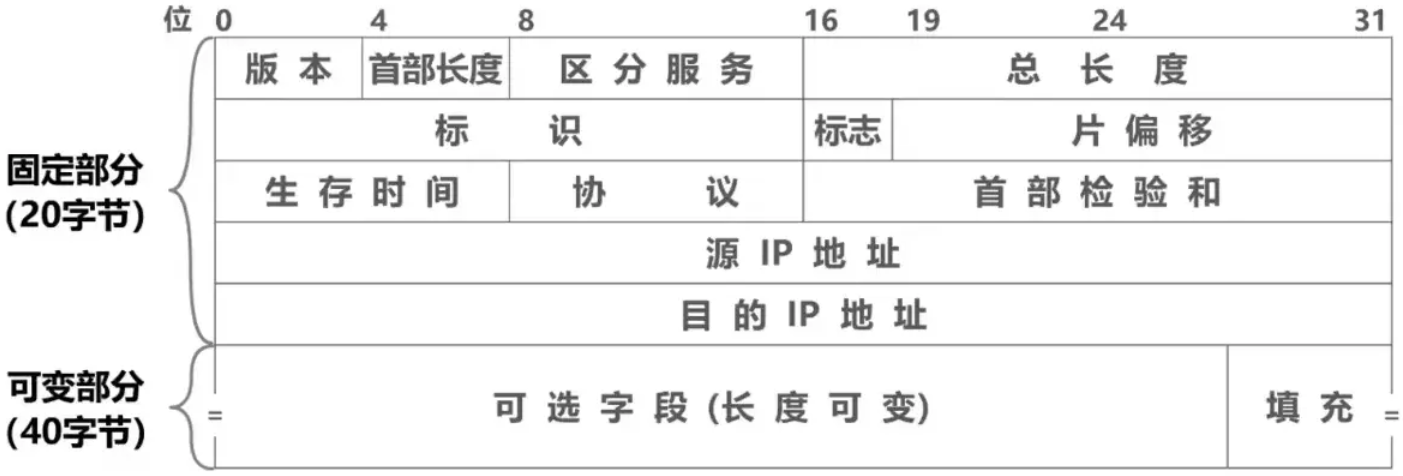 位 0 4 8 16 19 24 31
版 本 首部长度 区 分 服 务 总 长 度
标 识 标志 片 偏 移
固定部分
(20字节)
生 存 时 间 协 议 首 部 检 验 和
源 IP 地 址
目 的 IP 地 址
可变部分
(40字节)
= 可 选 字 段 (长 度 可 变) 填 充 =